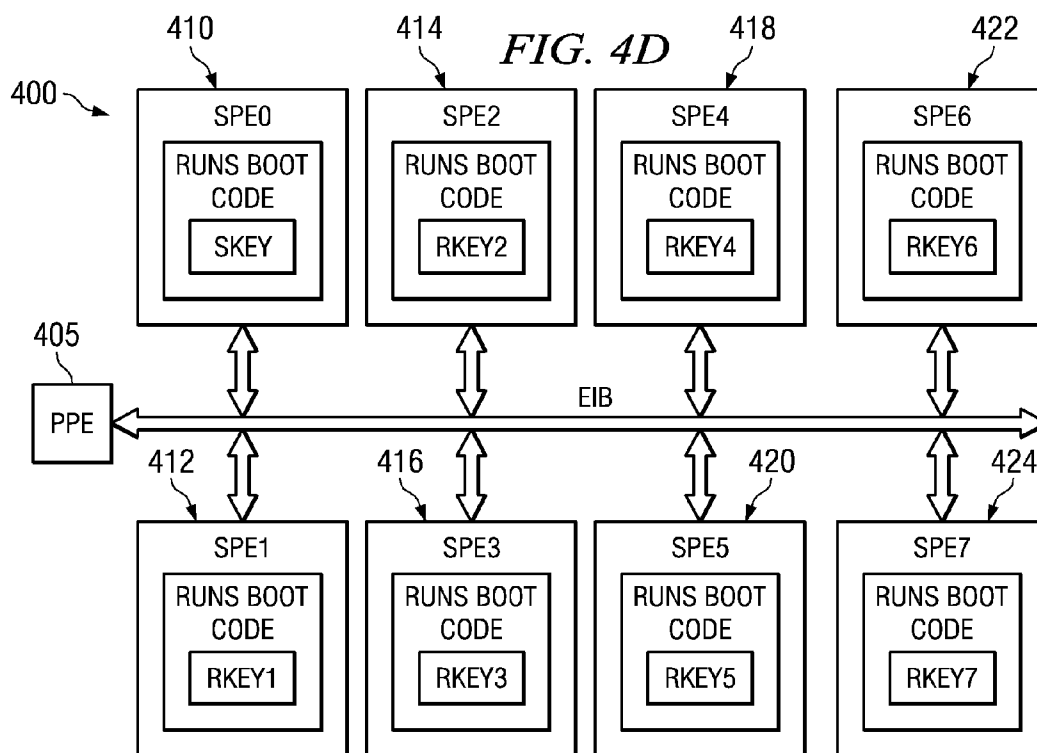 410 414 FIG. 4D 418 422
400
SPE0 SPE2 SPE4 SPE6
RUNS BOOT RUNS BOOT RUNS BOOT RUNS BOOT
CODE CODE CODE CODE
SKEY RKEY2 RKEY4 RKEY6
405
EIB
PPE
412 416 420 424
SPE1 SPE3 SPE5 SPE7
RUNS BOOT RUNS BOOT RUNS BOOT RUNS BOOT
CODE CODE CODE CODE
RKEY1 RKEY3 RKEY5 RKEY7